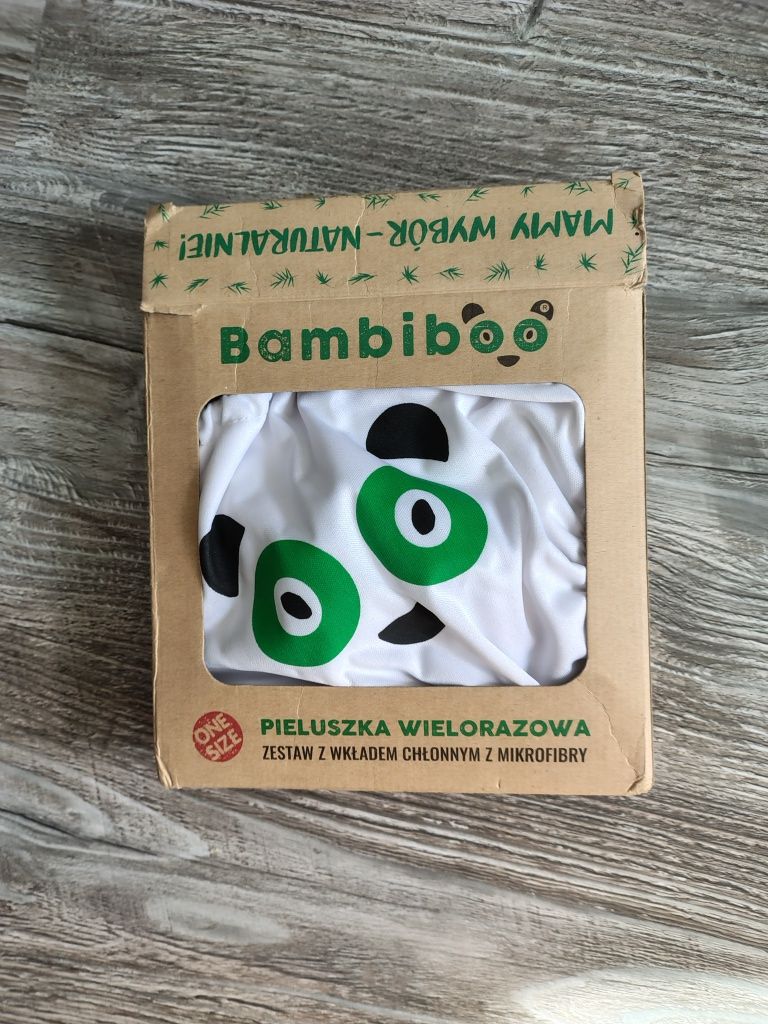 MAMY WYBÓR - NATURALNIE!
Bambiboo®
ONE
SIZE
PIELUSZKA WIELORAZOWA
ZESTAW Z WKŁADEM CHŁONNYM Z MIKROFIBRY